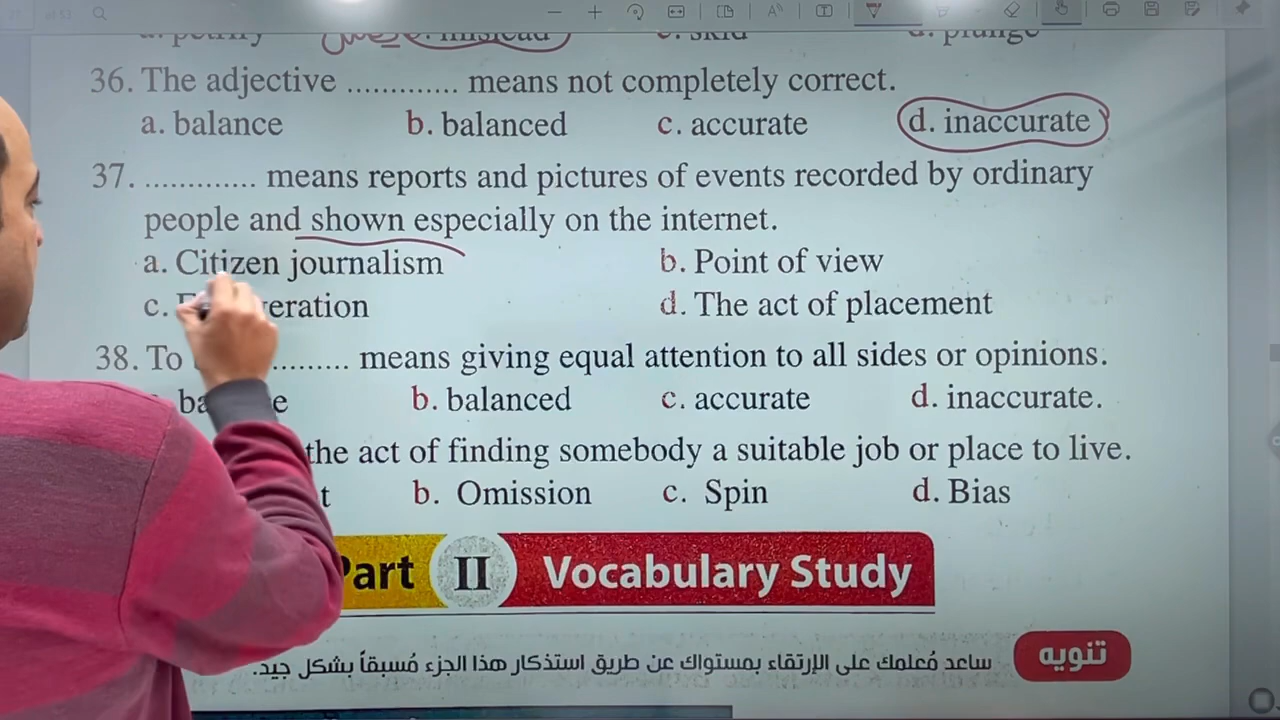 36. The adjective ............. means not completely correct.
a. balance b. balanced c. accurate d. inaccurate
37. ............. means reports and pictures of events recorded by ordinary
people and shown especially on the internet.
a. Citizen journalism b. Point of view
c. d. The act of placement
38. To ......... means giving equal attention to all sides or opinions.
b. balanced c. accurate d. inaccurate.
the act of finding somebody a suitable job or place to live.
b. Omission c. Spin d. Bias
Part II Vocabulary Study
تنويه
ساعد مُعلمك على الإرتقاء بمستواك عن طريق استذكار هذا الجزء مُسبقاً بشكل جيد.